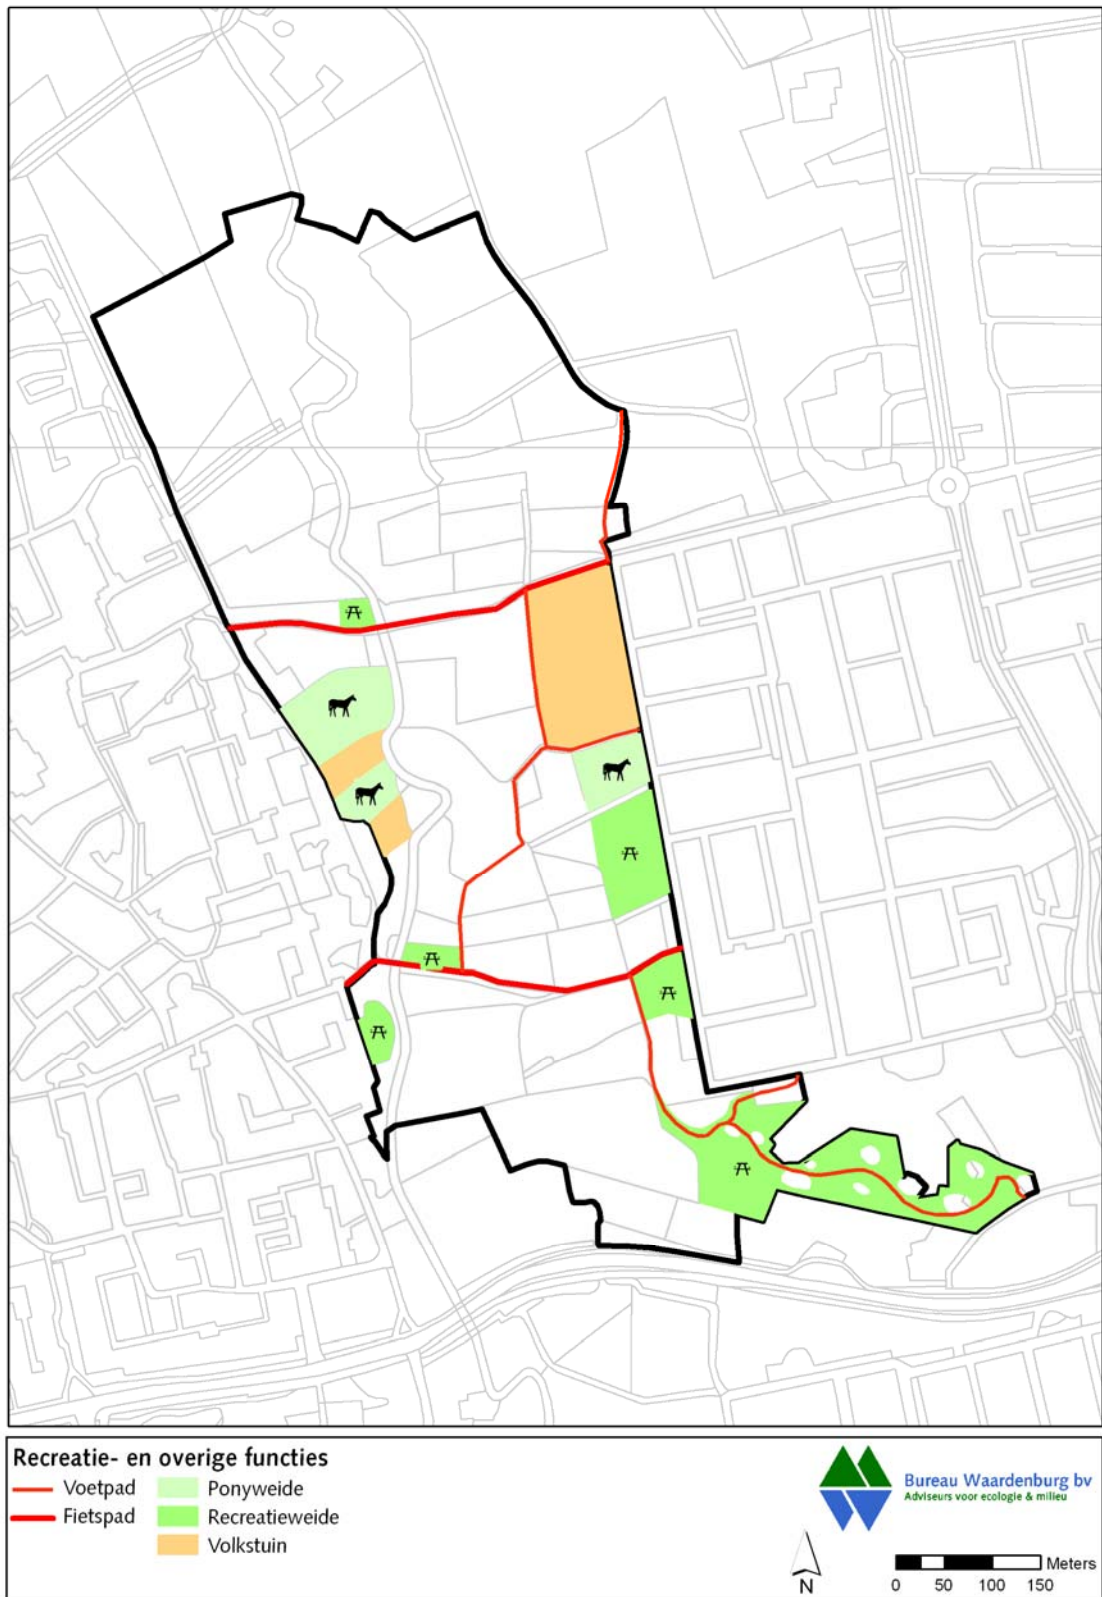 Recreatie- en overige functies
Voetpad
Fietspad
Ponyweide
Recreatieweide
Volkstuin
Bureau Waardenburg bv
Adviseurs voor ecologie & milieu
N
Meters
0 50 100 150